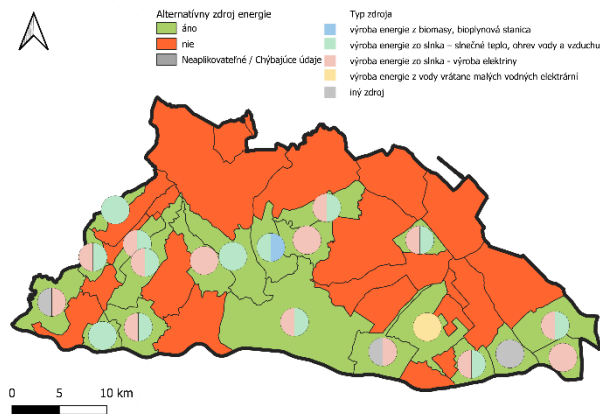 Alternatívny zdroj energie
áno
nie
Neaplikovateľné / Chýbajúce údaje
Typ zdroja
výroba energie z biomasy, bioplynová stanica
výroba energie zo slnka – slnečné teplo, ohrev vody a vzduchu
výroba energie zo slnka - výroba elektriny
výroba energie z vody vrátane malých vodných elektrární
iný zdroj
0 5 10 km